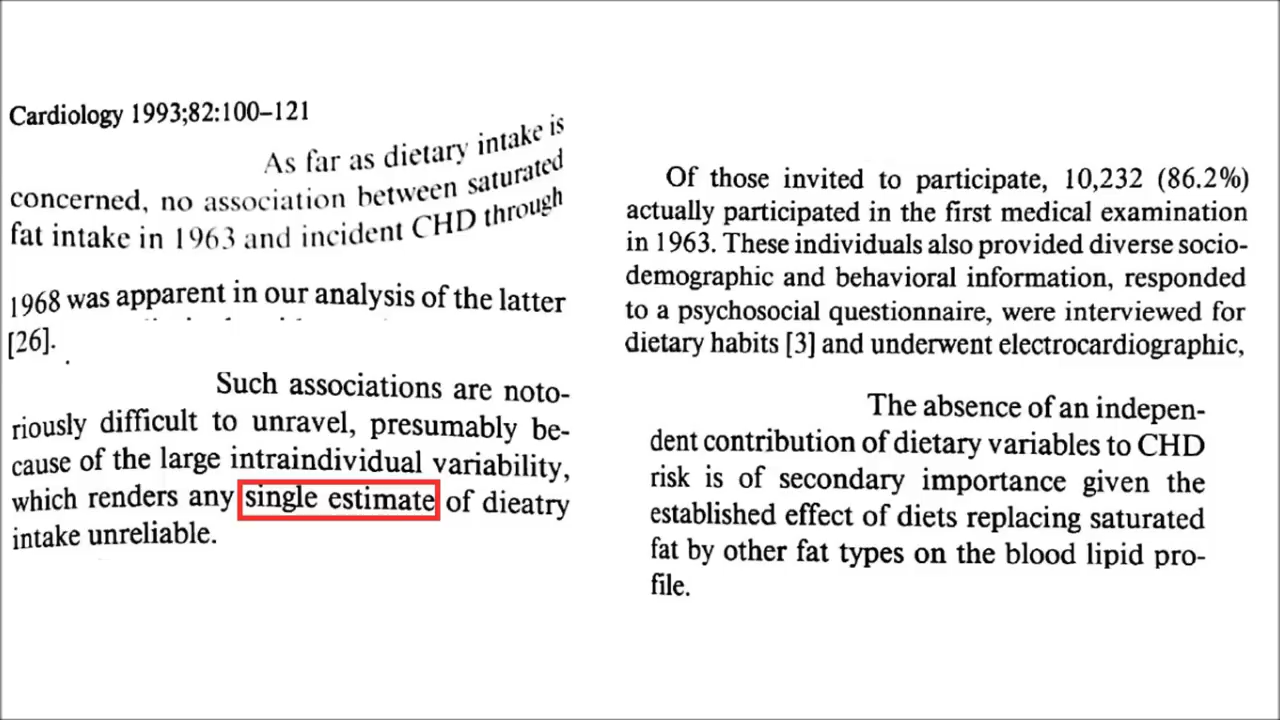 Cardiology 1993;82:100–121
As far as dietary intake is
concerned, no association between saturated
fat intake in 1963 and incident CHD through
1968 was apparent in our analysis of the latter
[26].
Such associations are noto-
riously difficult to unravel, presumably be-
cause of the large intraindividual variability,
which renders any single estimate of dieatry
intake unreliable.
Of those invited to participate, 10,232 (86.2%)
actually participated in the first medical examination
in 1963. These individuals also provided diverse socio-
demographic and behavioral information, responded
to a psychosocial questionnaire, were interviewed for
dietary habits [3] and underwent electrocardiographic,
The absence of an indepen-
dent contribution of dietary variables to CHD
risk is of secondary importance given the
established effect of diets replacing saturated
fat by other fat types on the blood lipid pro-
file.